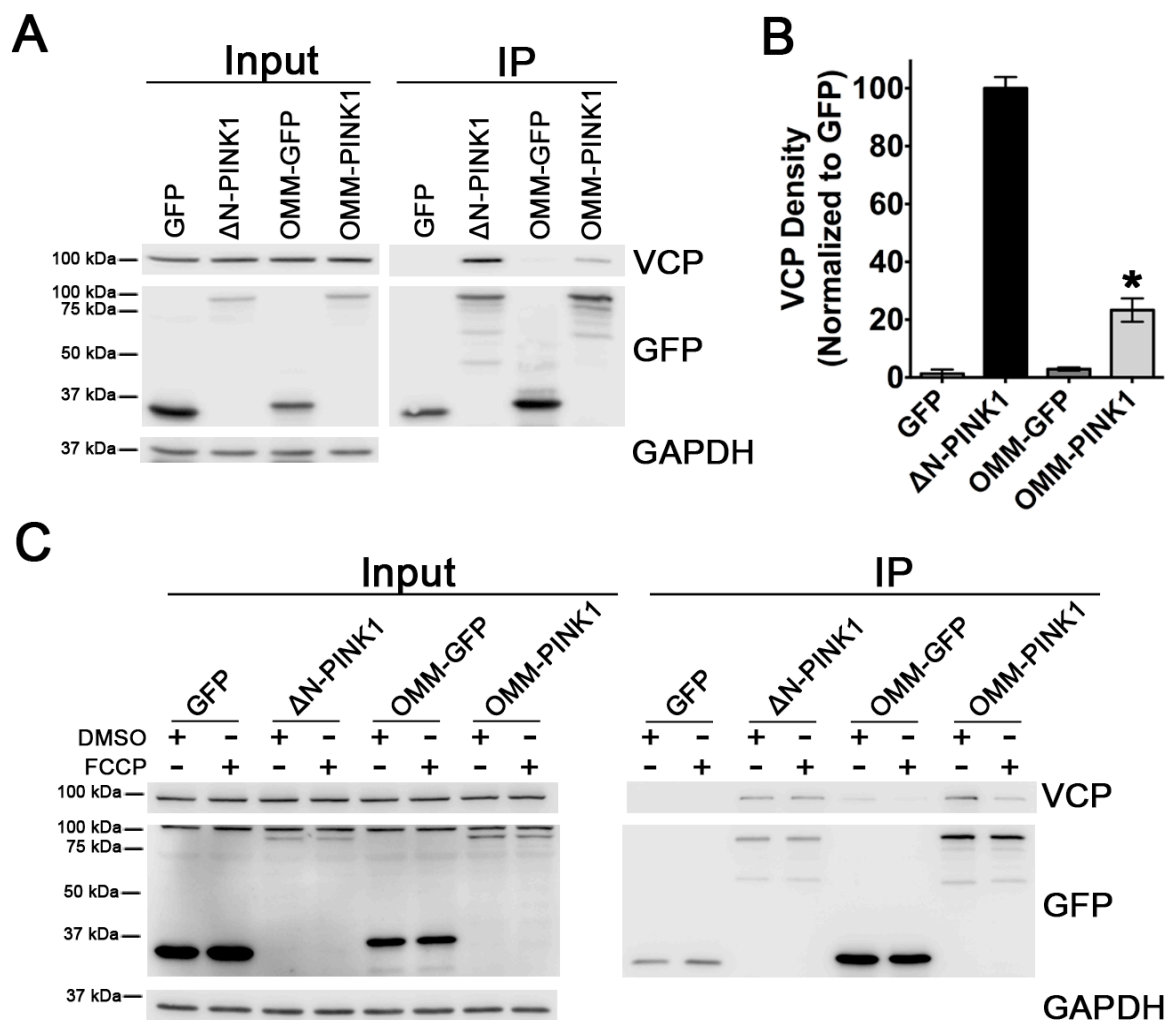 A
Input
IP
GFP
ΔN-PINK1
OMM-GFP
OMM-PINK1
GFP
ΔN-PINK1
OMM-GFP
OMM-PINK1
100 kDa
VCP
100 kDa
75 kDa
50 kDa
37 kDa
GFP
37 kDa
GAPDH
B
VCP Density
(Normalized to GFP)
100
80
60
40
20
0
*
GFP
ΔN-PINK1
OMM-GFP
OMM-PINK1
C
Input
IP
GFP
ΔN-PINK1
OMM-GFP
OMM-PINK1
GFP
ΔN-PINK1
OMM-GFP
OMM-PINK1
DMSO + - + - + - + - + - + - + - + -
FCCP - + - + - + - + - + - + - + - +
100 kDa
VCP
100 kDa
75 kDa
50 kDa
37 kDa
GFP
37 kDa
GAPDH